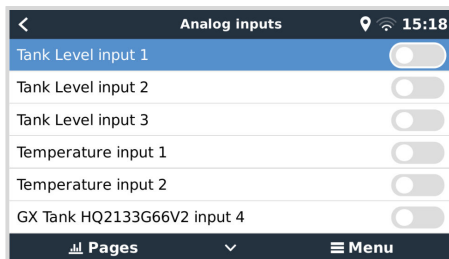 Analog inputs 15:18
Tank Level input 1
Tank Level input 2
Tank Level input 3
Temperature input 1
Temperature input 2
GX Tank HQ2133G66V2 input 4
Pages Menu